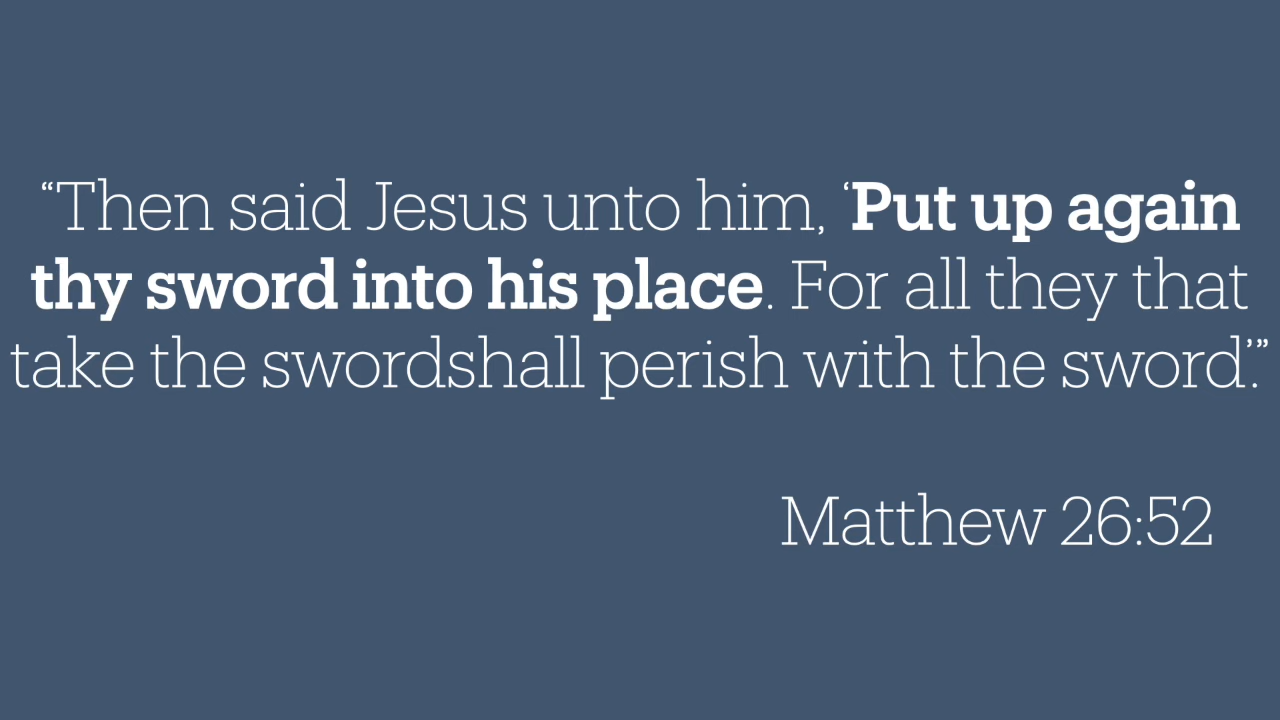 “Then said Jesus unto him, ‘Put up again
thy sword into his place. For all they that
take the swordshall perish with the sword’.”
Matthew 26:52